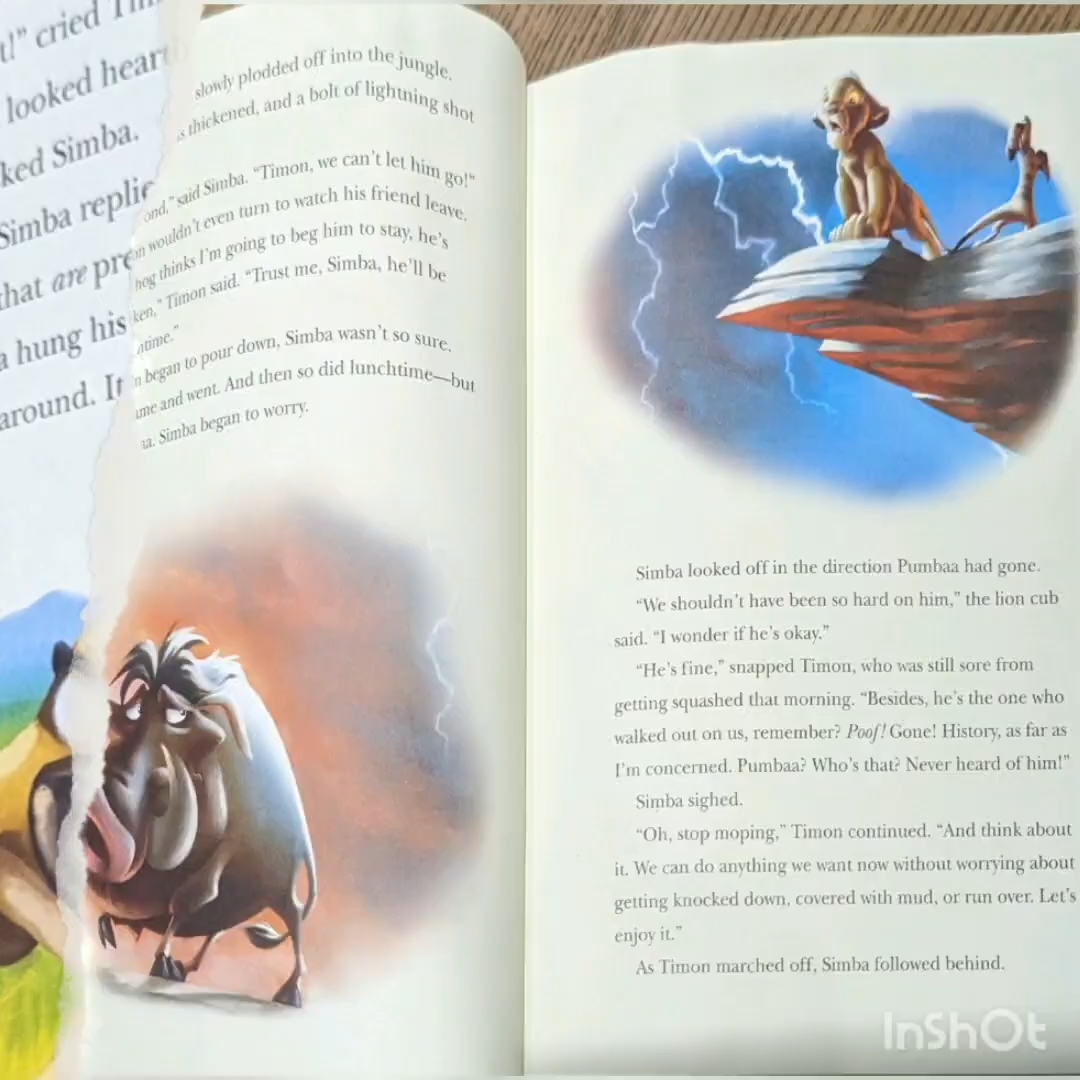 t!" cried
looked
ked Simba.
Simba
that are
a hung his
around. It
slowly plodded off into the jungle.
thickened, and a bolt of lightning shot
said Simba. "Timon, we can't let him go!"
wouldn't even turn to watch his friend leave.
hog thinks I'm going to beg him to stay, he's
ken," Timon said. "Trust me, Simba, he'll be
time."
began to pour down, Simba wasn't so sure.
ame and went. And then so did lunchtime—but
aa. Simba began to worry.
Simba looked off in the direction Pumbaa had gone.
"We shouldn't have been so hard on him," the lion cub
said. "I wonder if he's okay."
"He's fine," snapped Timon, who was still sore from
getting squashed that morning. "Besides, he's the one who
walked out on us, remember? Poof! Gone! History, as far as
I'm concerned. Pumbaa? Who's that? Never heard of him!"
Simba sighed.
"Oh, stop moping," Timon continued. "And think about
it. We can do anything we want now without worrying about
getting knocked down, covered with mud, or run over. Let's
enjoy it."
As Timon marched off, Simba followed behind.
InShOt